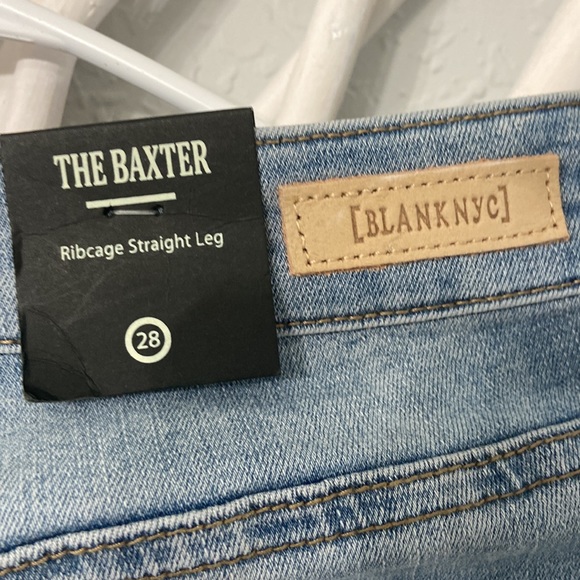 THE BAXTER
Ribcage Straight Leg
28
[BLANKNYC]